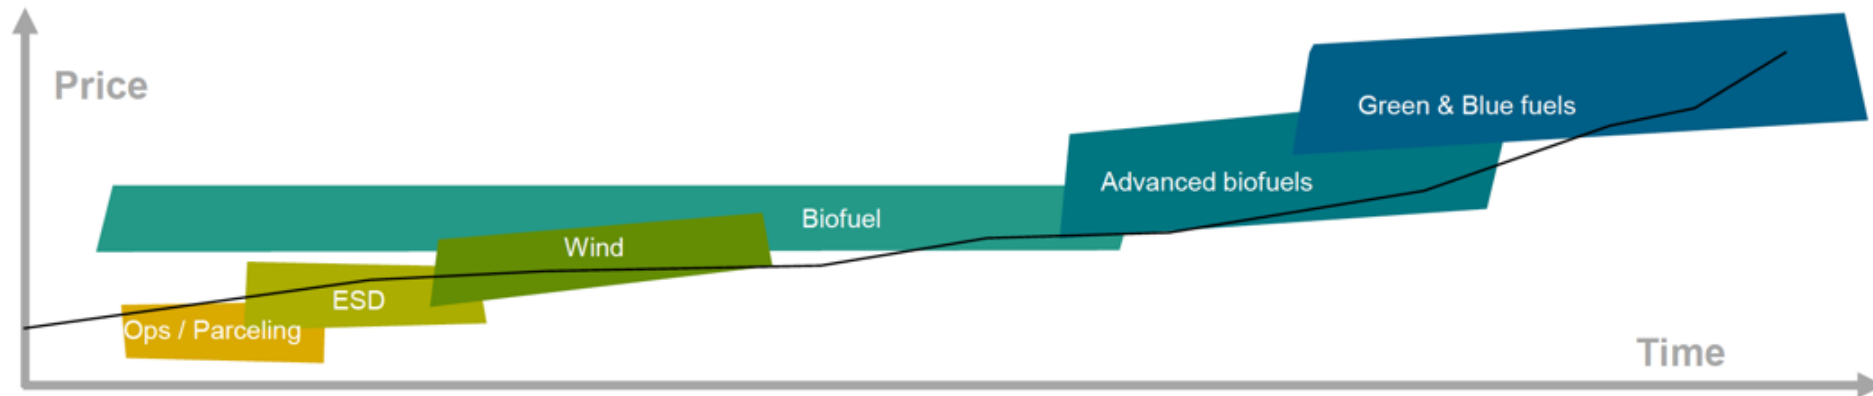 Price
Green & Blue fuels
Advanced biofuels
Biofuel
Wind
ESD
Ops / Parceling
Time